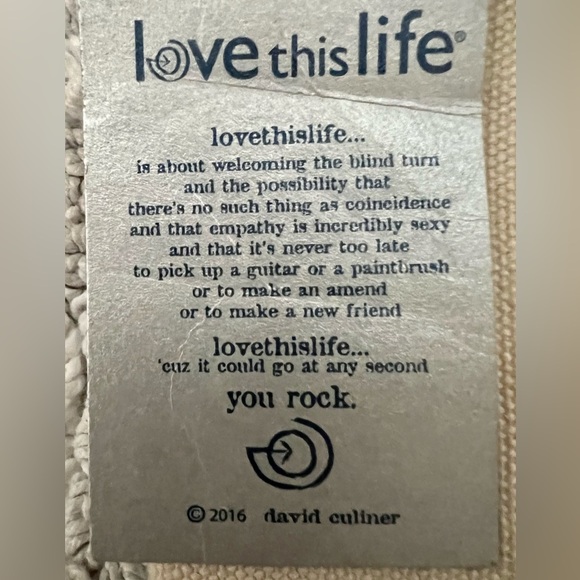 love this life®
lovethislife...
is about welcoming the blind turn
and the possibility that
there's no such thing as coincidence
and that empathy is incredibly sexy
and that it's never too late
to pick up a guitar or a paintbrush
or to make an amend
or to make a new friend
lovethislife...
'cuz it could go at any second
you rock.
© 2016 david culiner